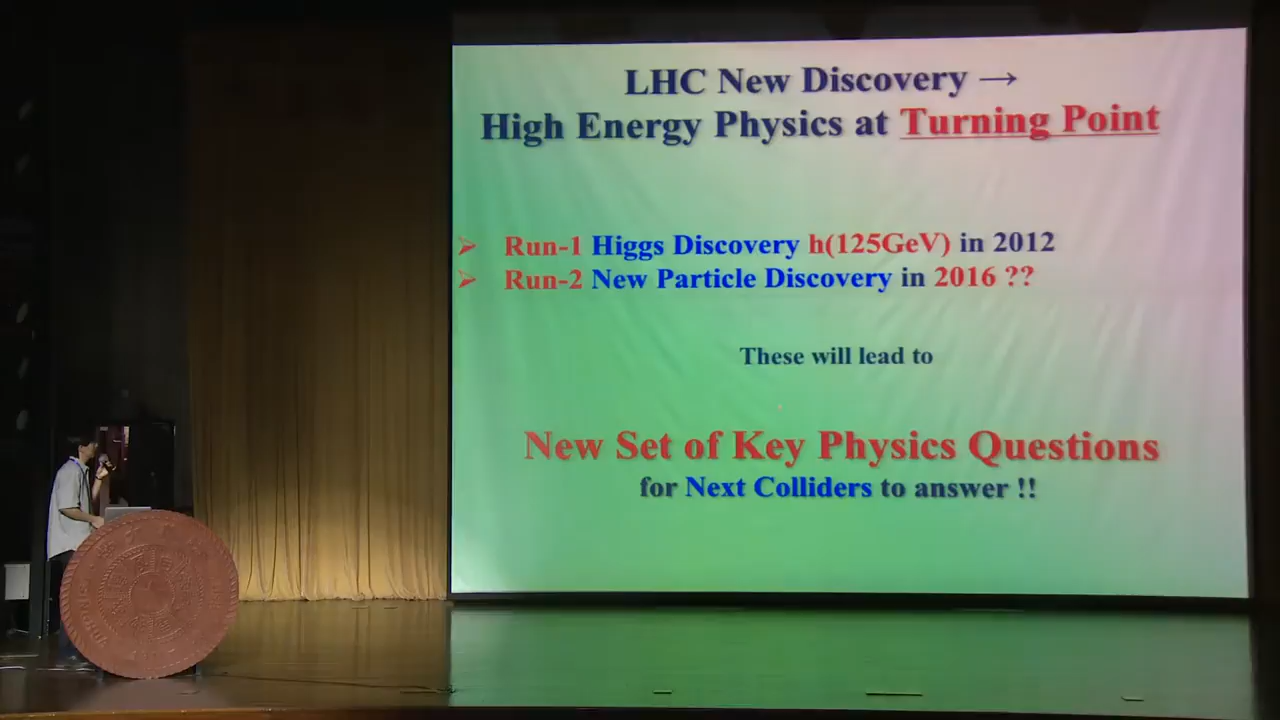 LHC New Discovery →
High Energy Physics at Turning Point
➢ Run-1 Higgs Discovery h(125GeV) in 2012
➢ Run-2 New Particle Discovery in 2016 ??
These will lead to
New Set of Key Physics Questions
for Next Colliders to answer !!